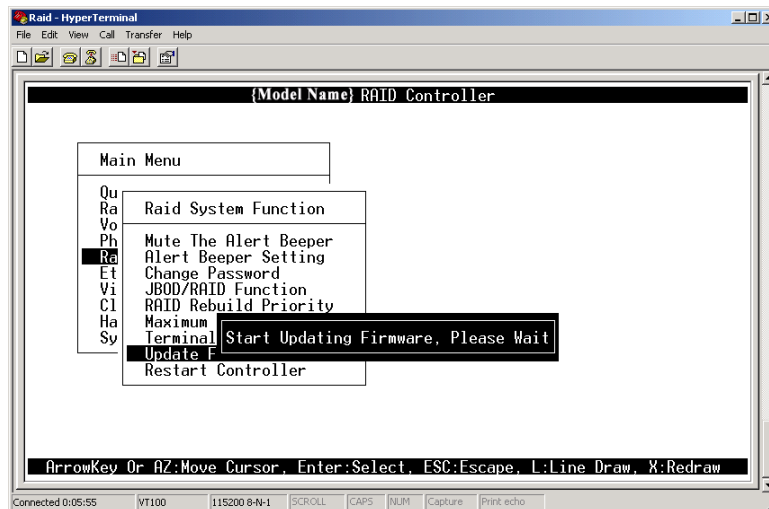 Raid - HyperTerminal
File Edit View Call Transfer Help
{Model Name} RAID Controller
Main Menu
Qu
Ra
Vo
Ph
Ra
Et
Vi
Cl
Ha
Sy
Raid System Function
Mute The Alert Beeper
Alert Beeper Setting
Change Password
JBOD/RAID Function
RAID Rebuild Priority
Maximum
Terminal
Update F
Restart Controller
Start Updating Firmware, Please Wait
ArrowKey Or AZ:Move Cursor, Enter:Select, ESC:Escape, L:Line Draw, X:Redraw
Connected 0:05:55 VT100 115200 8-N-1 SCROLL CAPS NUM Capture Print echo